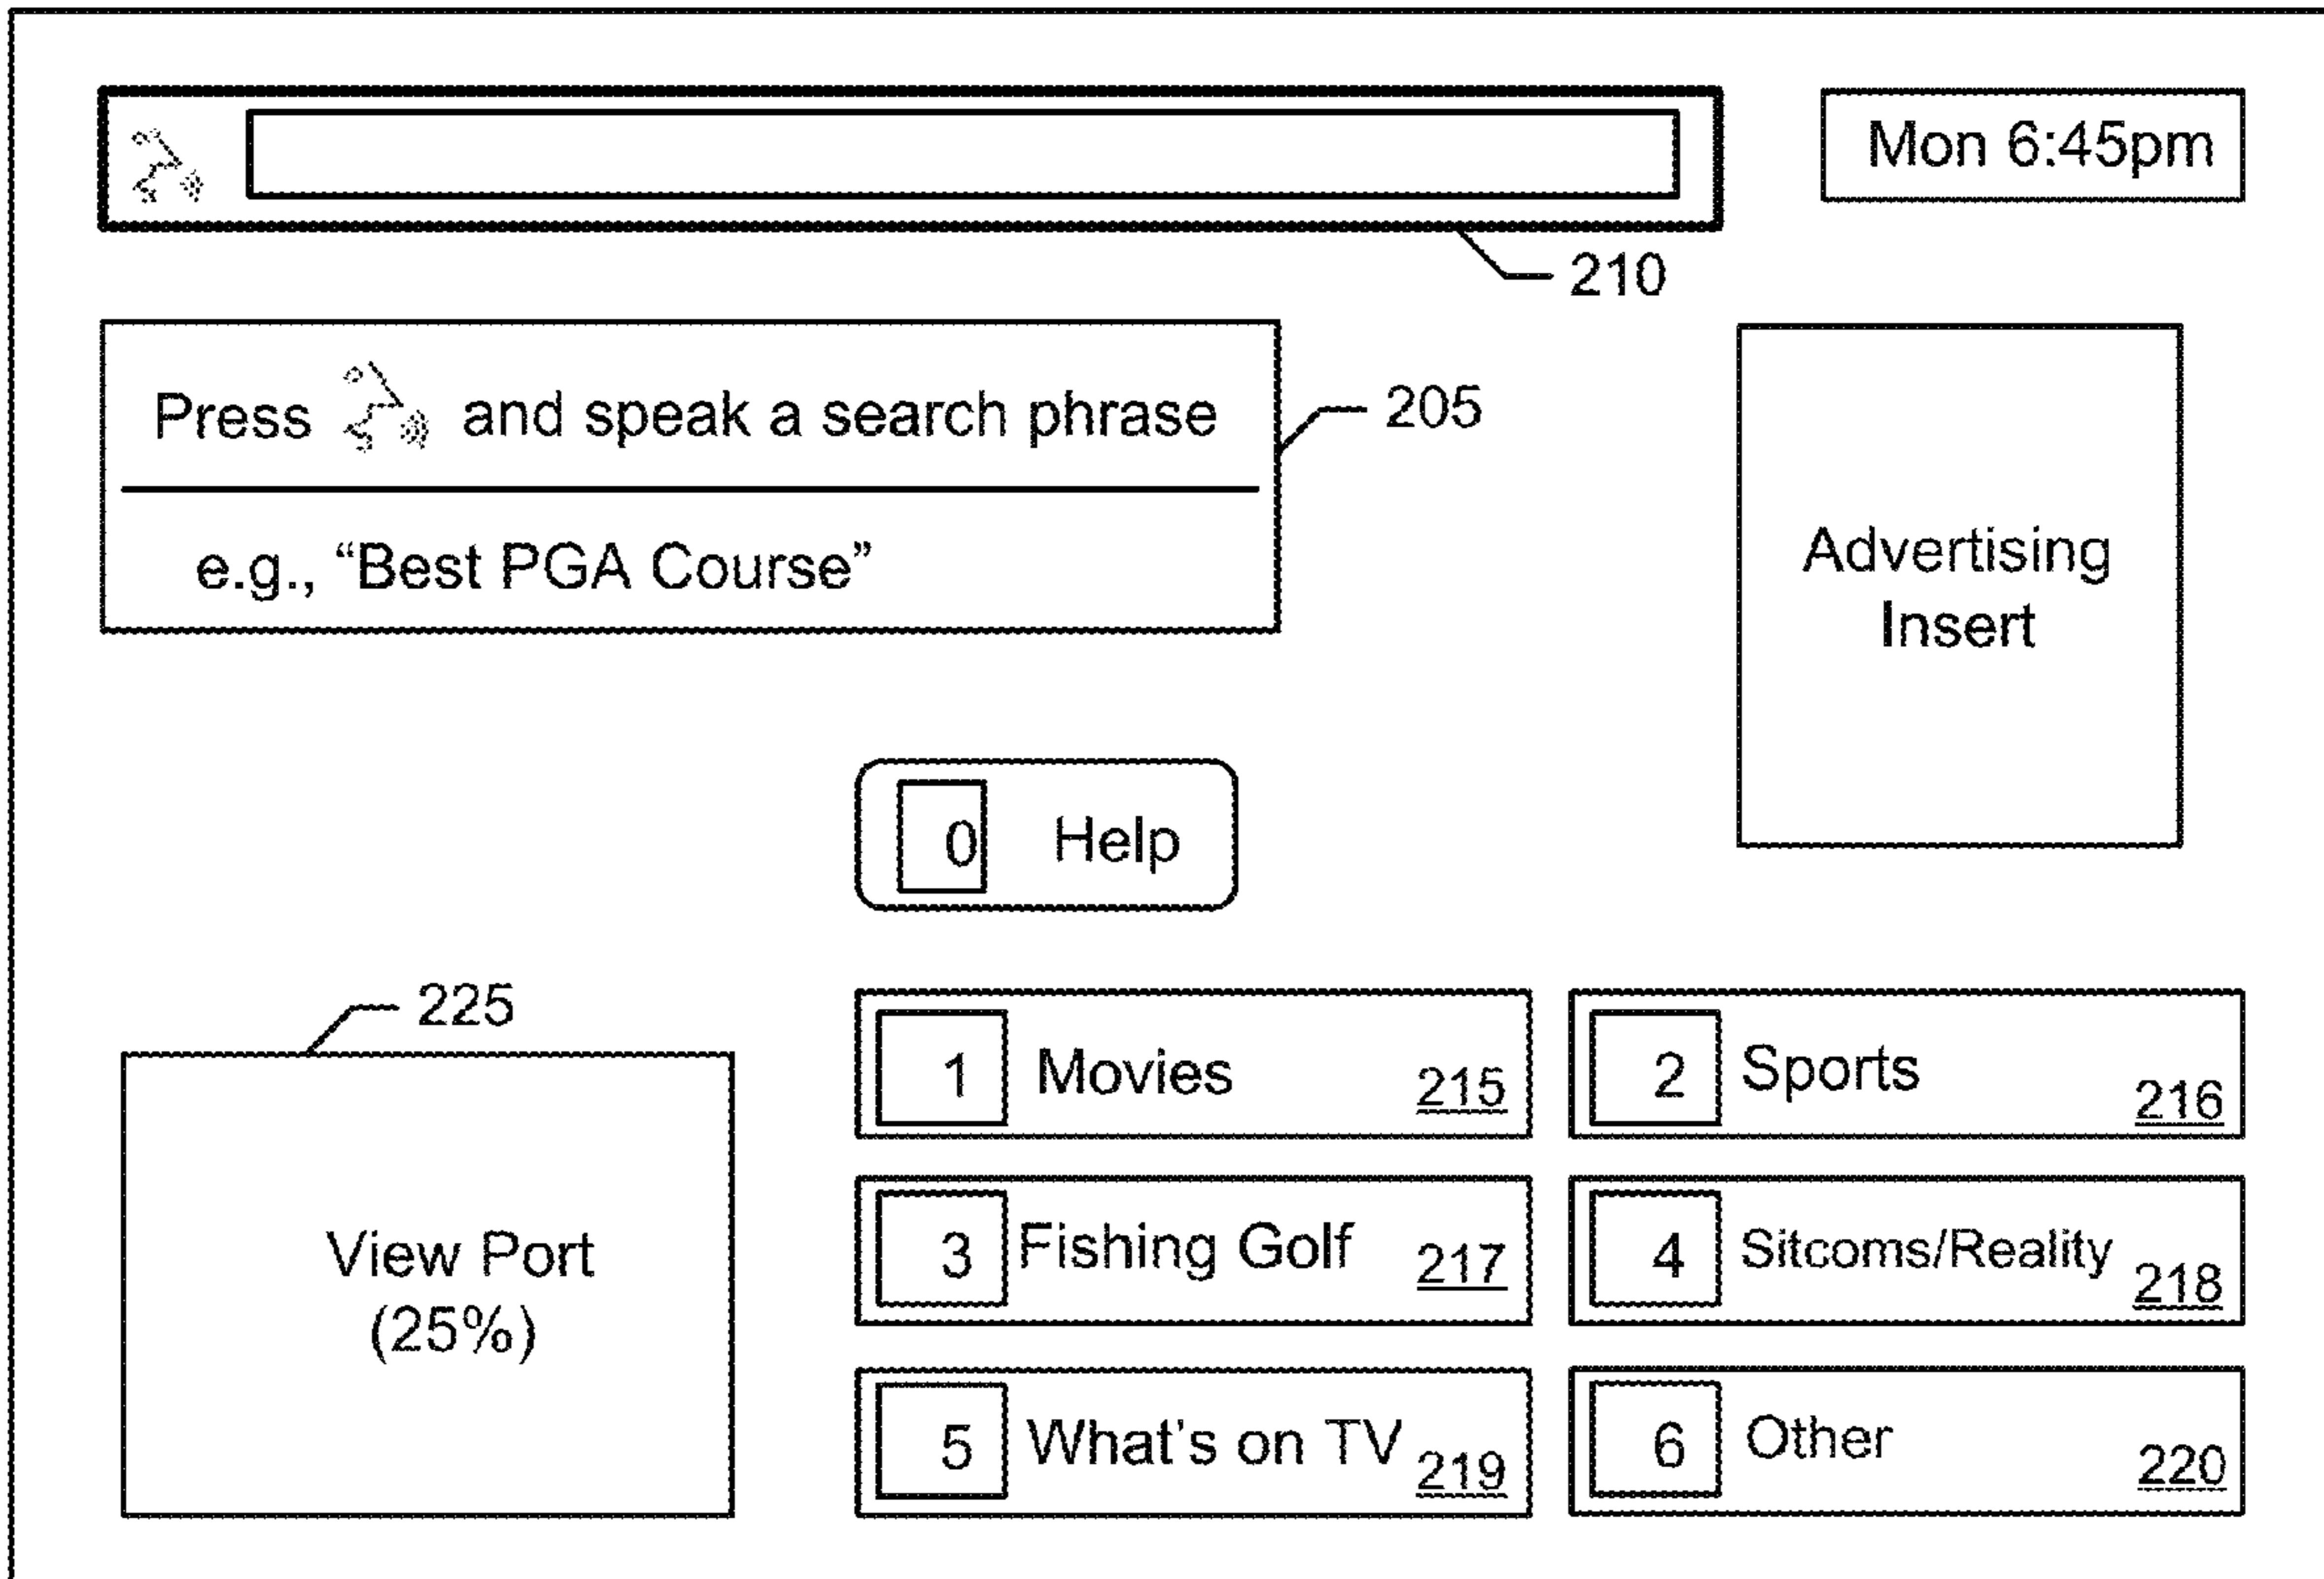 Mon 6:45pm
210
Press and speak a search phrase
205
e.g., “Best PGA Course”
Advertising
Insert
0 Help
225
1 Movies 215
2 Sports 216
View Port
(25%)
3 Fishing Golf 217
4 Sitcoms/Reality 218
5 What's on TV 219
6 Other 220